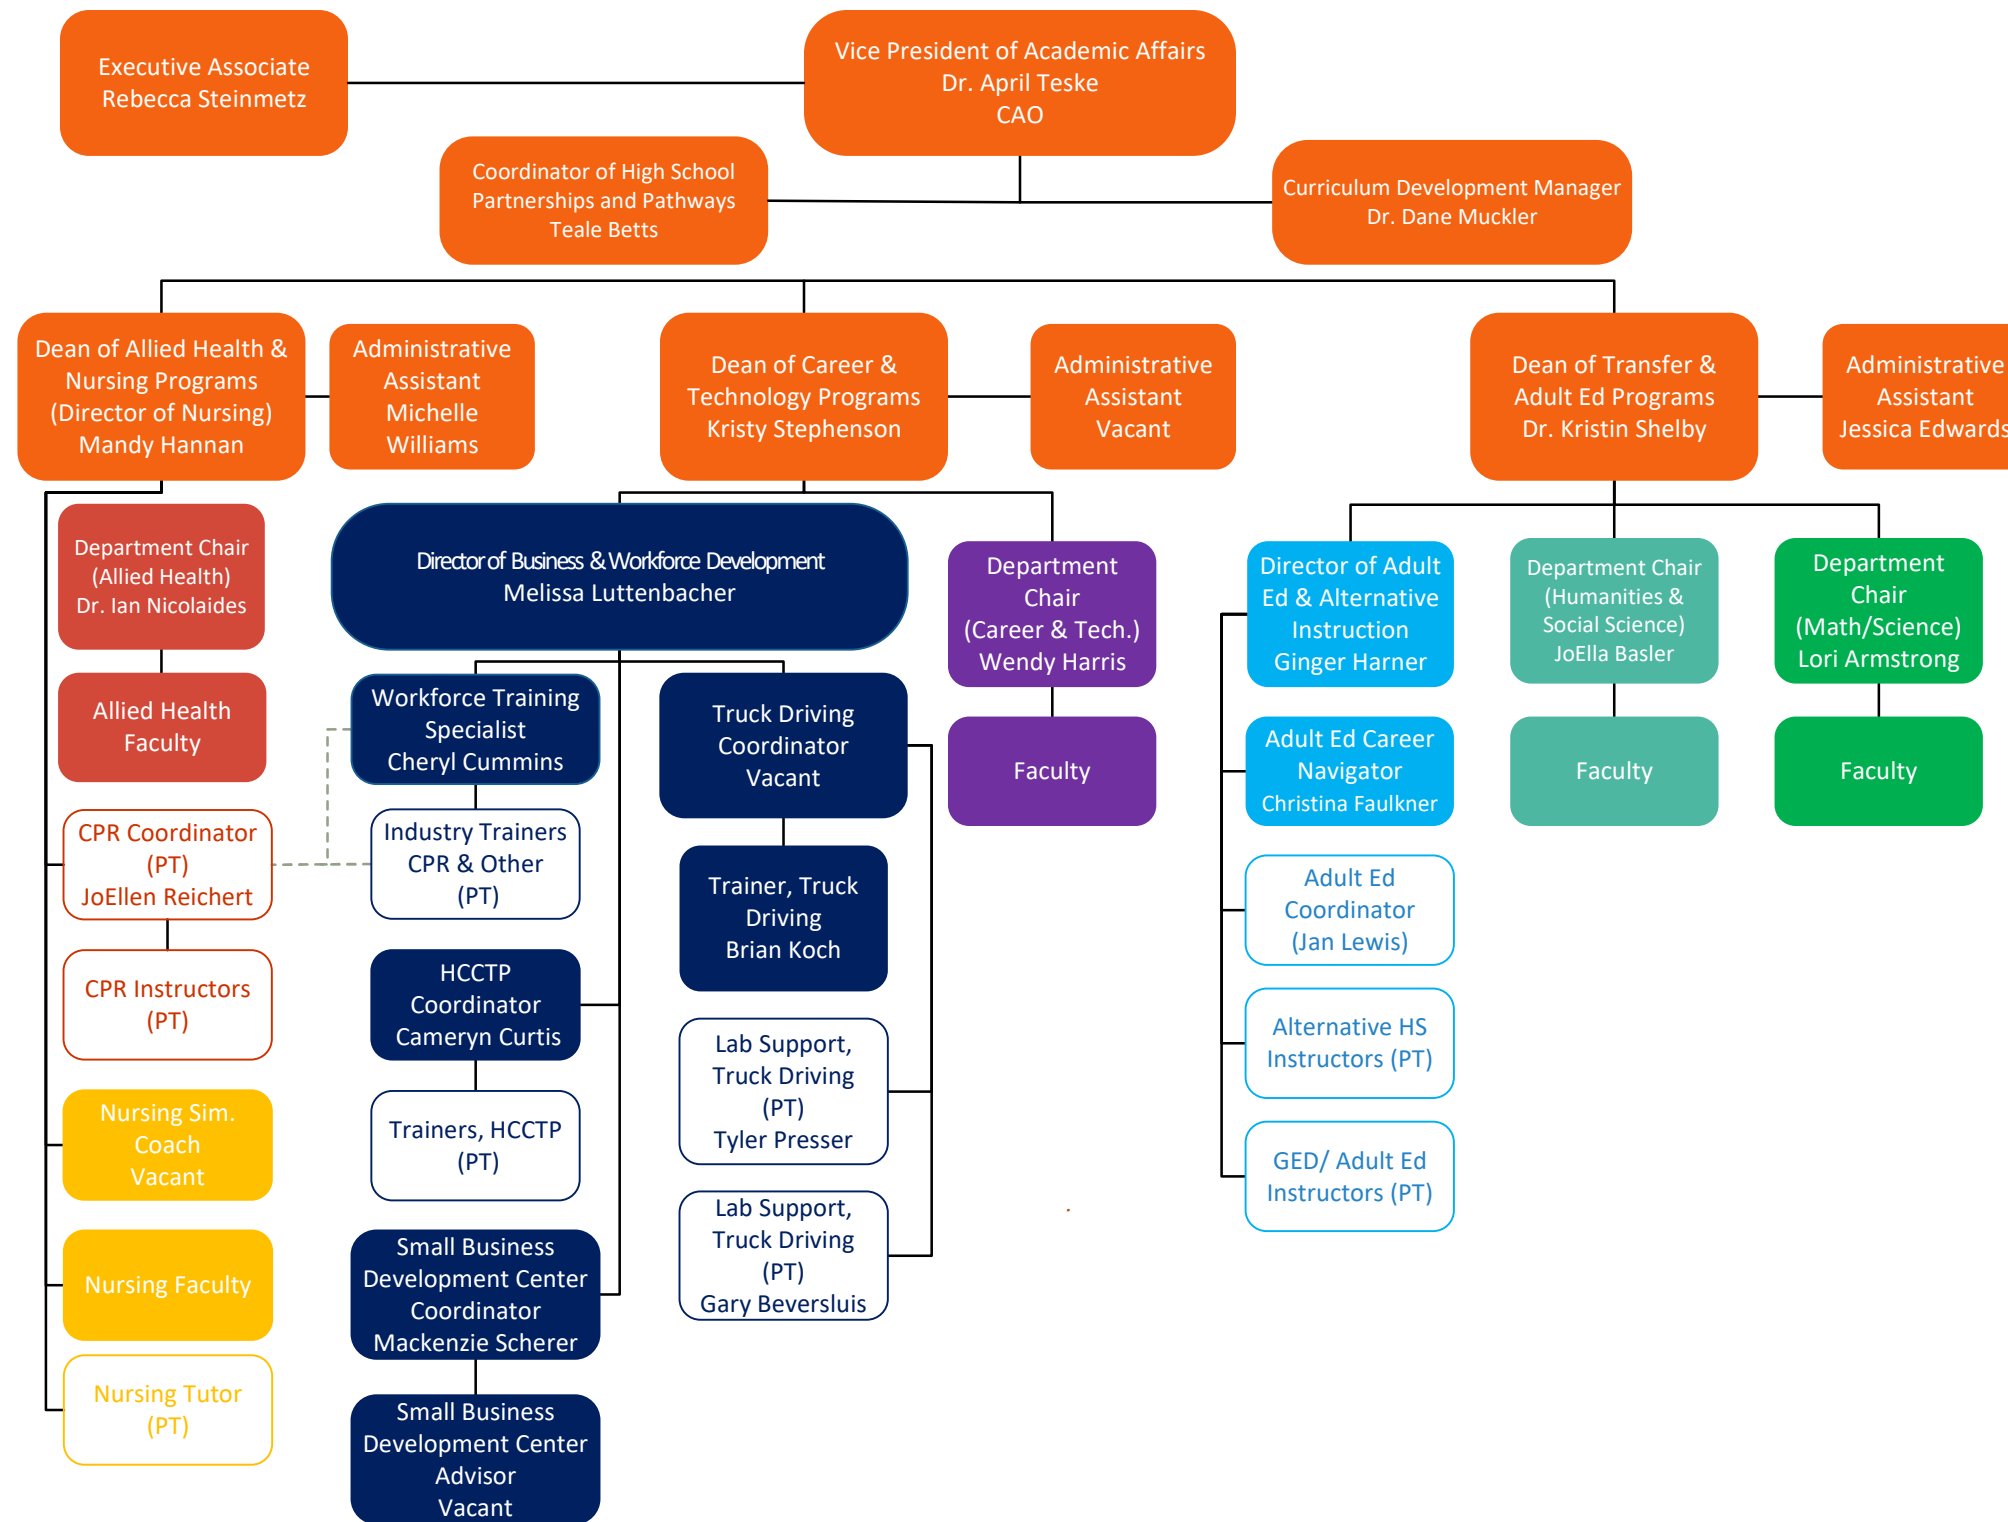 Executive Associate
Rebecca Steinmetz
Vice President of Academic Affairs
Dr. April Teske
CAO
Coordinator of High School
Partnerships and Pathways
Teale Betts
Curriculum Development Manager
Dr. Dane Muckler
Dean of Allied Health &
Nursing Programs
(Director of Nursing)
Mandy Hannan
Administrative
Assistant
Michelle
Williams
Dean of Career &
Technology Programs
Kristy Stephenson
Administrative
Assistant
Vacant
Dean of Transfer &
Adult Ed Programs
Dr. Kristin Shelby
Administrative
Assistant
Jessica Edwards
Department Chair
(Allied Health)
Dr. Ian Nicolaides
Allied Health
Faculty
CPR Coordinator
(PT)
JoEllen Reichert
CPR Instructors
(PT)
Nursing Sim.
Coach
Vacant
Nursing Faculty
Nursing Tutor
(PT)
Director of Business & Workforce Development
Melissa Luttenbacher
Workforce Training
Specialist
Cheryl Cummins
Industry Trainers
CPR & Other
(PT)
HCCTP
Coordinator
Cameryn Curtis
Trainers, HCCTP
(PT)
Small Business
Development Center
Coordinator
Mackenzie Scherer
Small Business
Development Center
Advisor
Vacant
Truck Driving
Coordinator
Vacant
Trainer, Truck
Driving
Brian Koch
Lab Support,
Truck Driving
(PT)
Tyler Presser
Lab Support,
Truck Driving
(PT)
Gary Beversluis
Department
Chair
(Career & Tech.)
Wendy Harris
Faculty
Director of Adult
Ed & Alternative
Instruction
Ginger Harner
Adult Ed Career
Navigator
Christina Faulkner
Adult Ed
Coordinator
(Jan Lewis)
Alternative HS
Instructors (PT)
GED/ Adult Ed
Instructors (PT)
Department Chair
(Humanities &
Social Science)
JoElla Basler
Faculty
Department
Chair
(Math/Science)
Lori Armstrong
Faculty